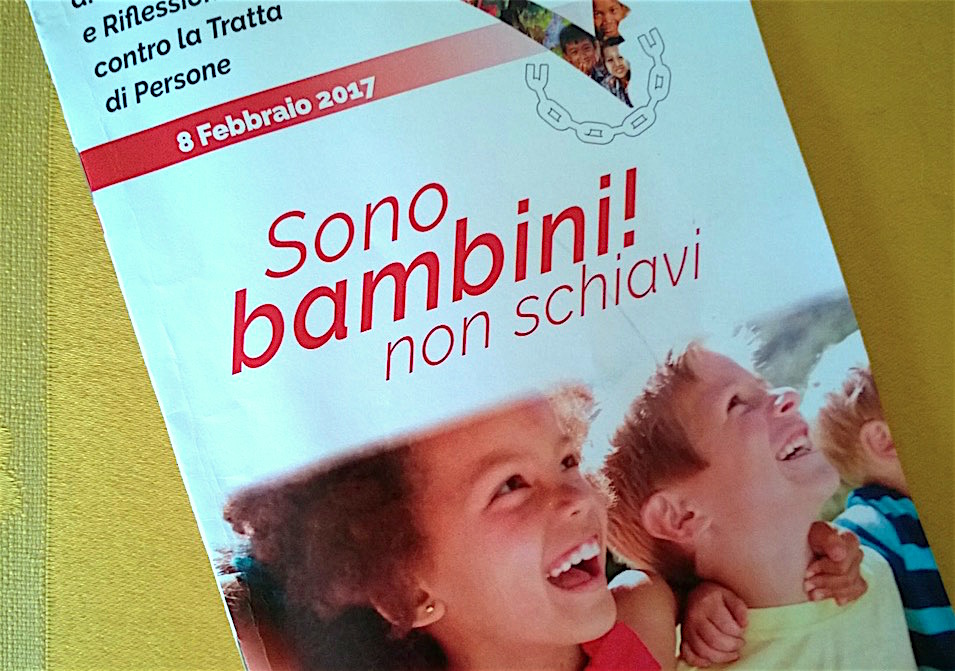 e Riflessione
contro la Tratta
di Persone
8 Febbraio 2017
Sono
bambini!
non schiavi